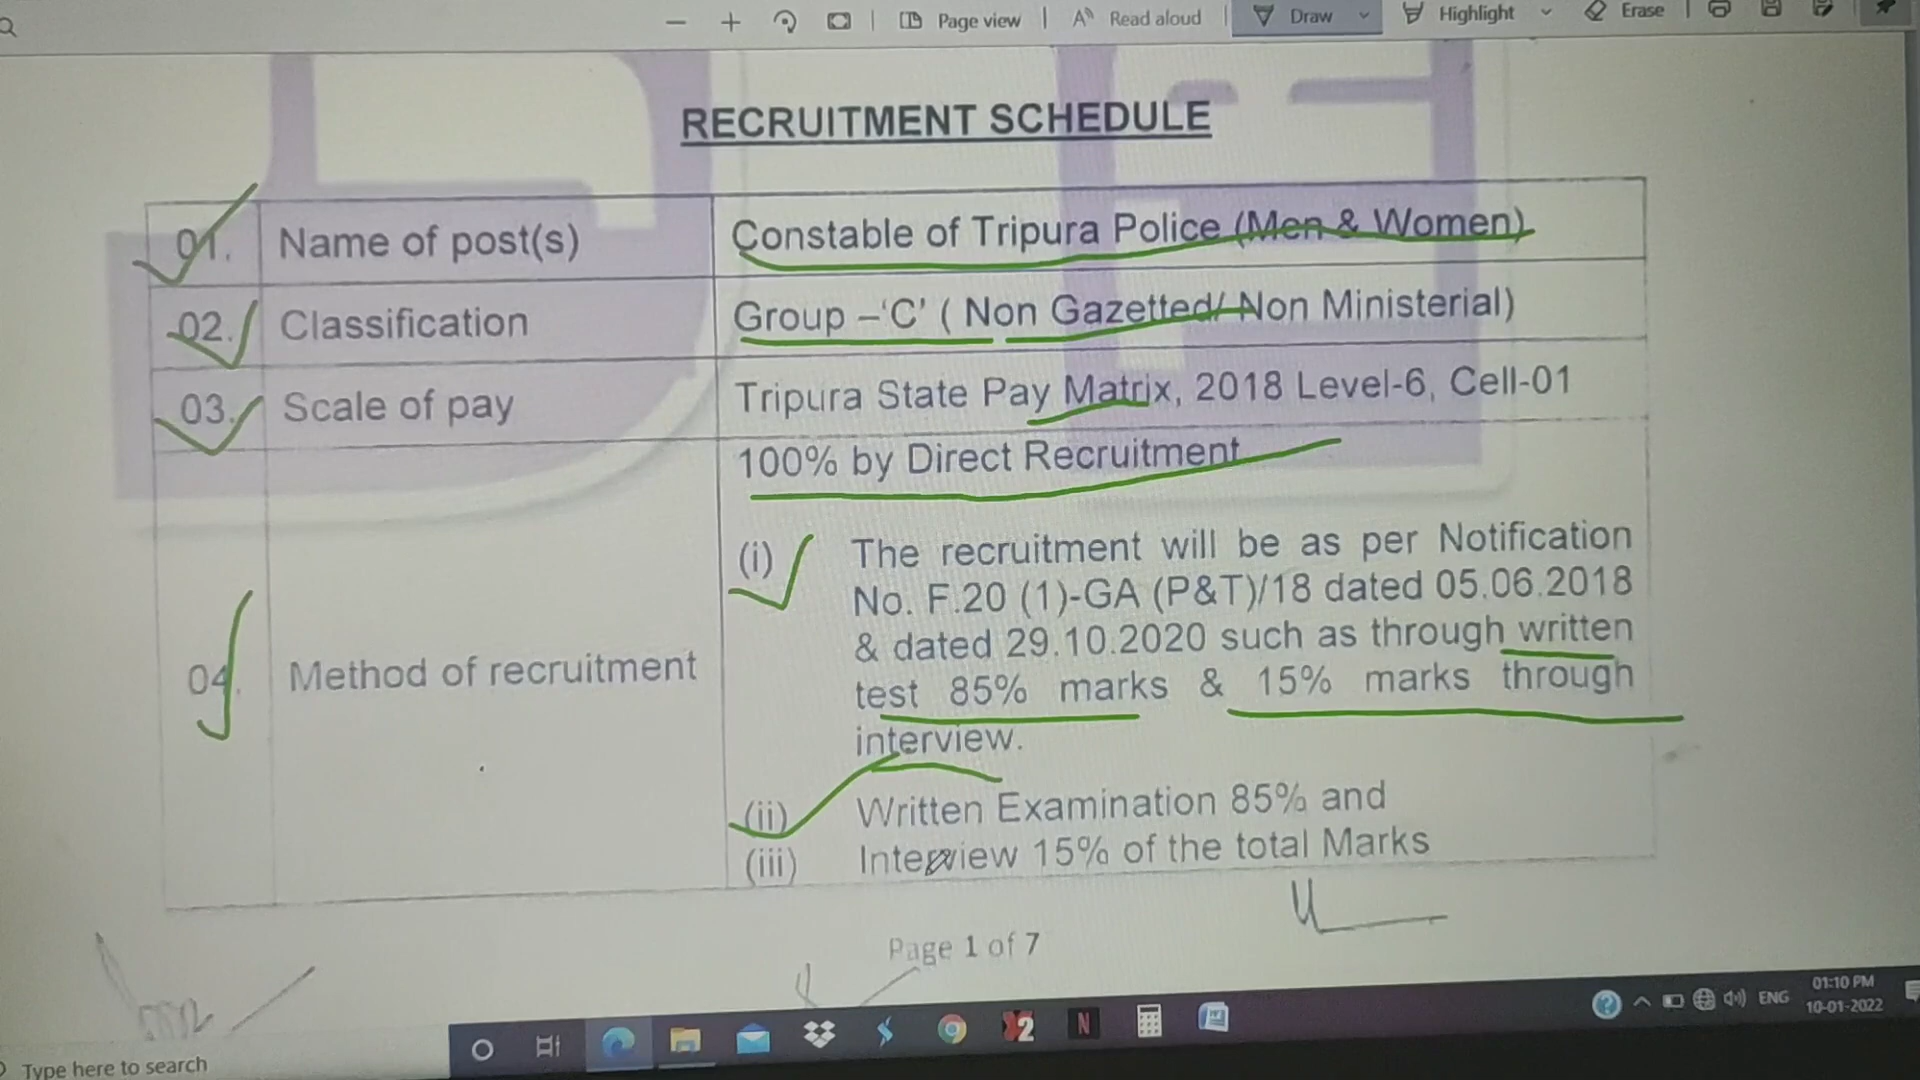 Page view Read aloud Draw Highlight Erase
RECRUITMENT SCHEDULE
01. Name of post(s) Constable of Tripura Police (Men & Women)
02. Classification Group –'C' ( Non Gazetted/ Non Ministerial)
03. Scale of pay Tripura State Pay Matrix, 2018 Level-6, Cell-01
100% by Direct Recruitment
(i) The recruitment will be as per Notification
No. F.20 (1)-GA (P&T)/18 dated 05.06.2018
& dated 29.10.2020 such as through written
04. Method of recruitment test 85% marks & 15% marks through
interview.
(ii) Written Examination 85% and
(iii) Interview 15% of the total Marks
Page 1 of 7
01:10 PM
ENG
10-01-2022
Type here to search